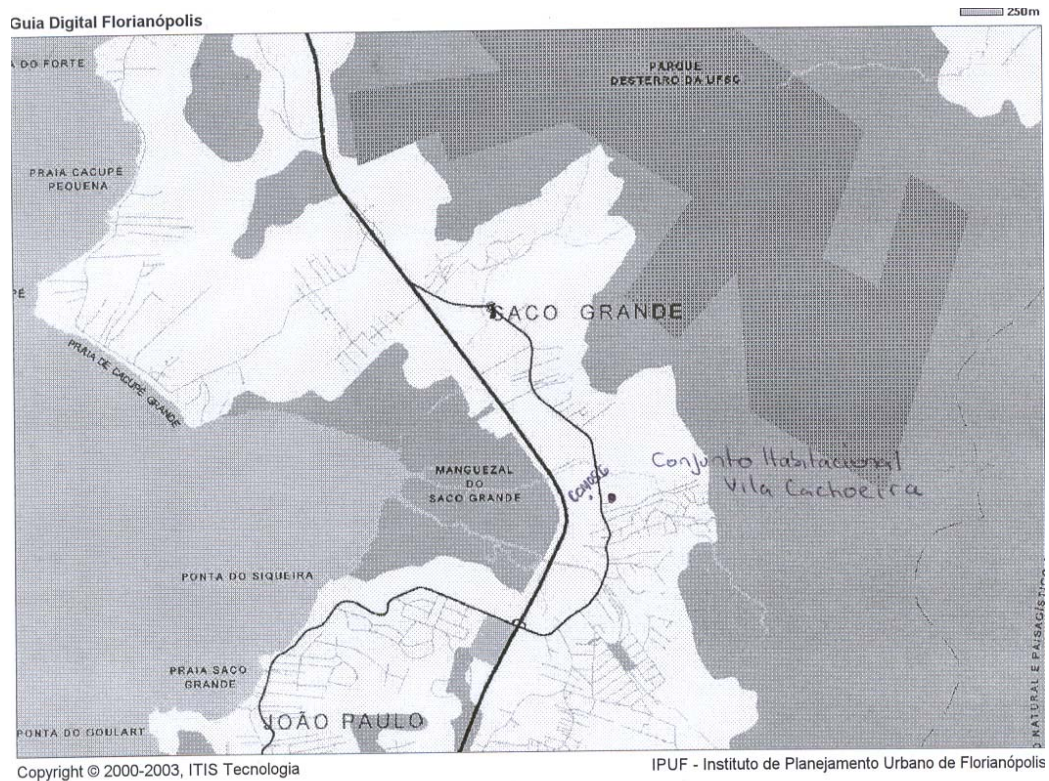 Guia Digital Florianópolis
250m
A DO FORTE
PARQUE
DESTERRO DA UFSC
PRAIA CACUPÉ
PEQUENA
PÉ
SACO GRANDE
PRAIA DE CACUPÉ GRANDE
MANGUEZAL
DO
SACO GRANDE
Conjunto Habitacional
Vila Cachoeira
PONTA DO SIQUEIRA
PRAIA SACO
GRANDE
JOÃO PAULO
PONTA DO GOULART
O NATURAL E PAISAGÍSTICO
Copyright © 2000-2003, ITIS Tecnologia
IPUF - Instituto de Planejamento Urbano de Florianópolis